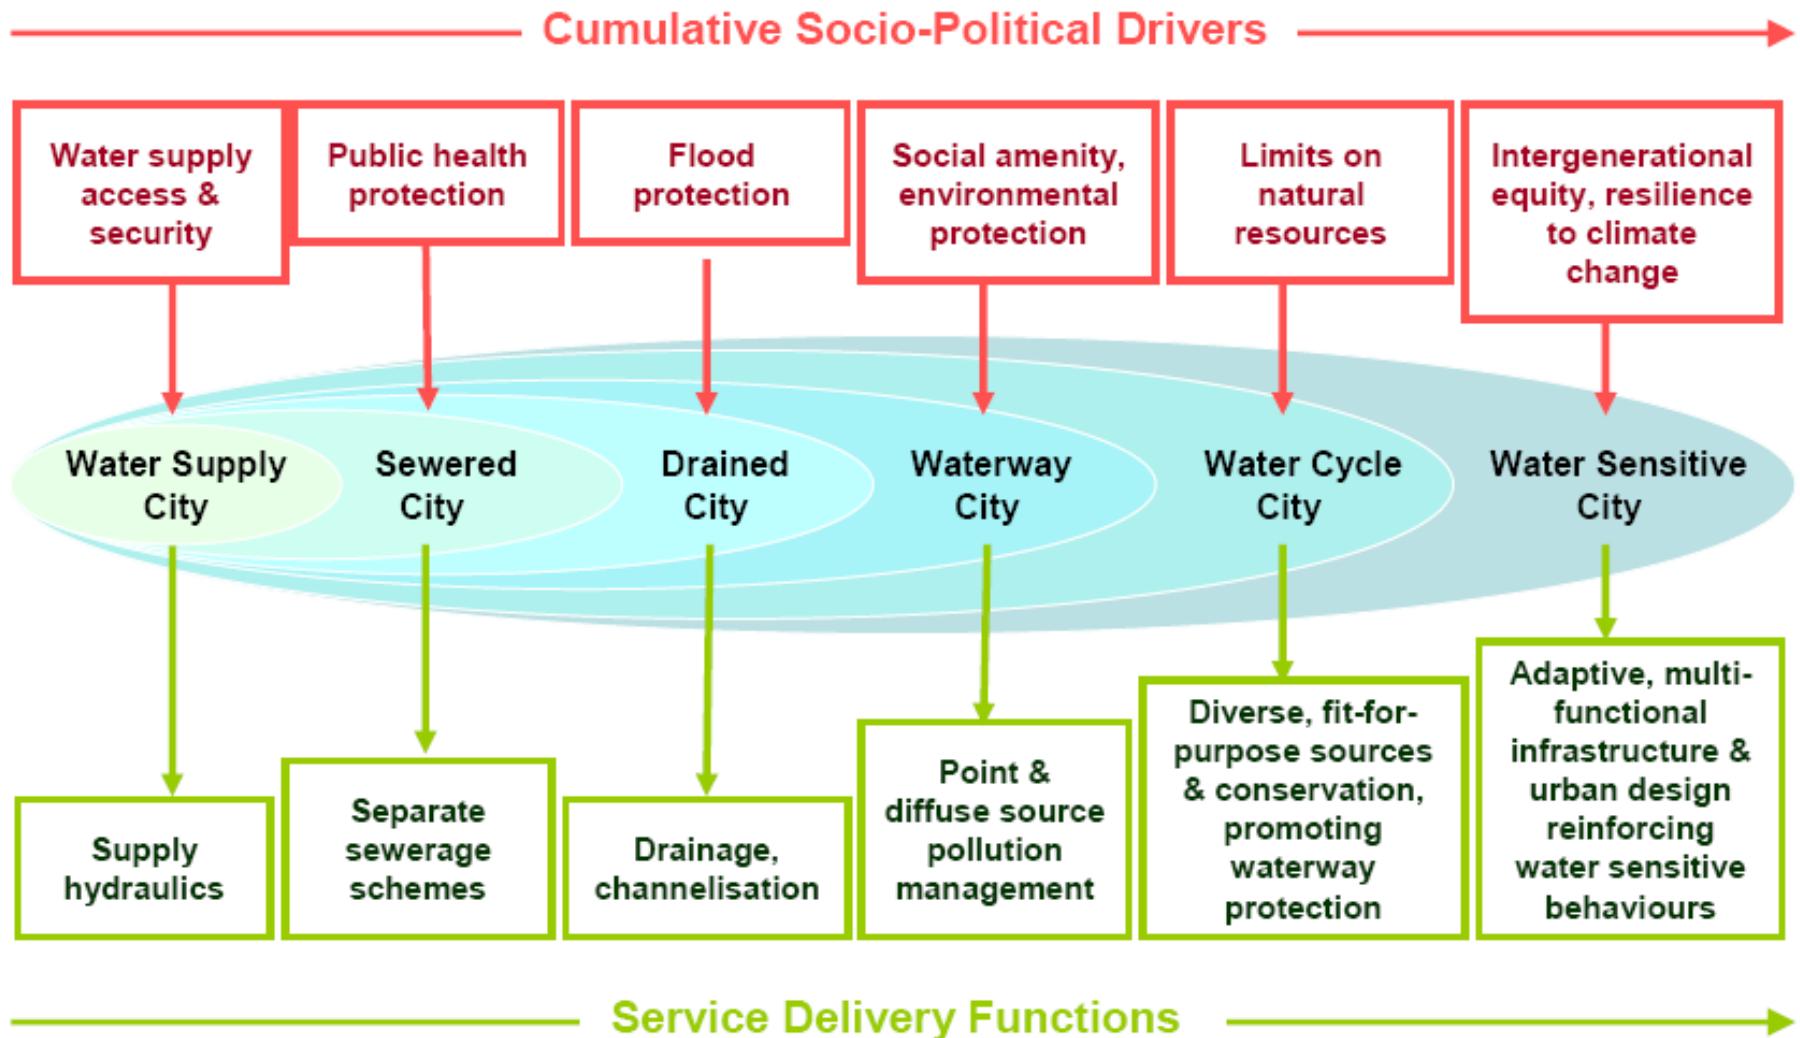 Cumulative Socio-Political Drivers
Water supply
access &
security
Public health
protection
Flood
protection
Social amenity,
environmental
protection
Limits on
natural
resources
Intergenerational
equity, resilience
to climate
change
Water Supply
City
Sewered
City
Drained
City
Waterway
City
Water Cycle
City
Water Sensitive
City
Supply
hydraulics
Separate
sewerage
schemes
Drainage,
channelisation
Point &
diffuse source
pollution
management
Diverse, fit-for-
purpose sources
& conservation,
promoting
waterway
protection
Adaptive, multi-
functional
infrastructure &
urban design
reinforcing
water sensitive
behaviours
Service Delivery Functions